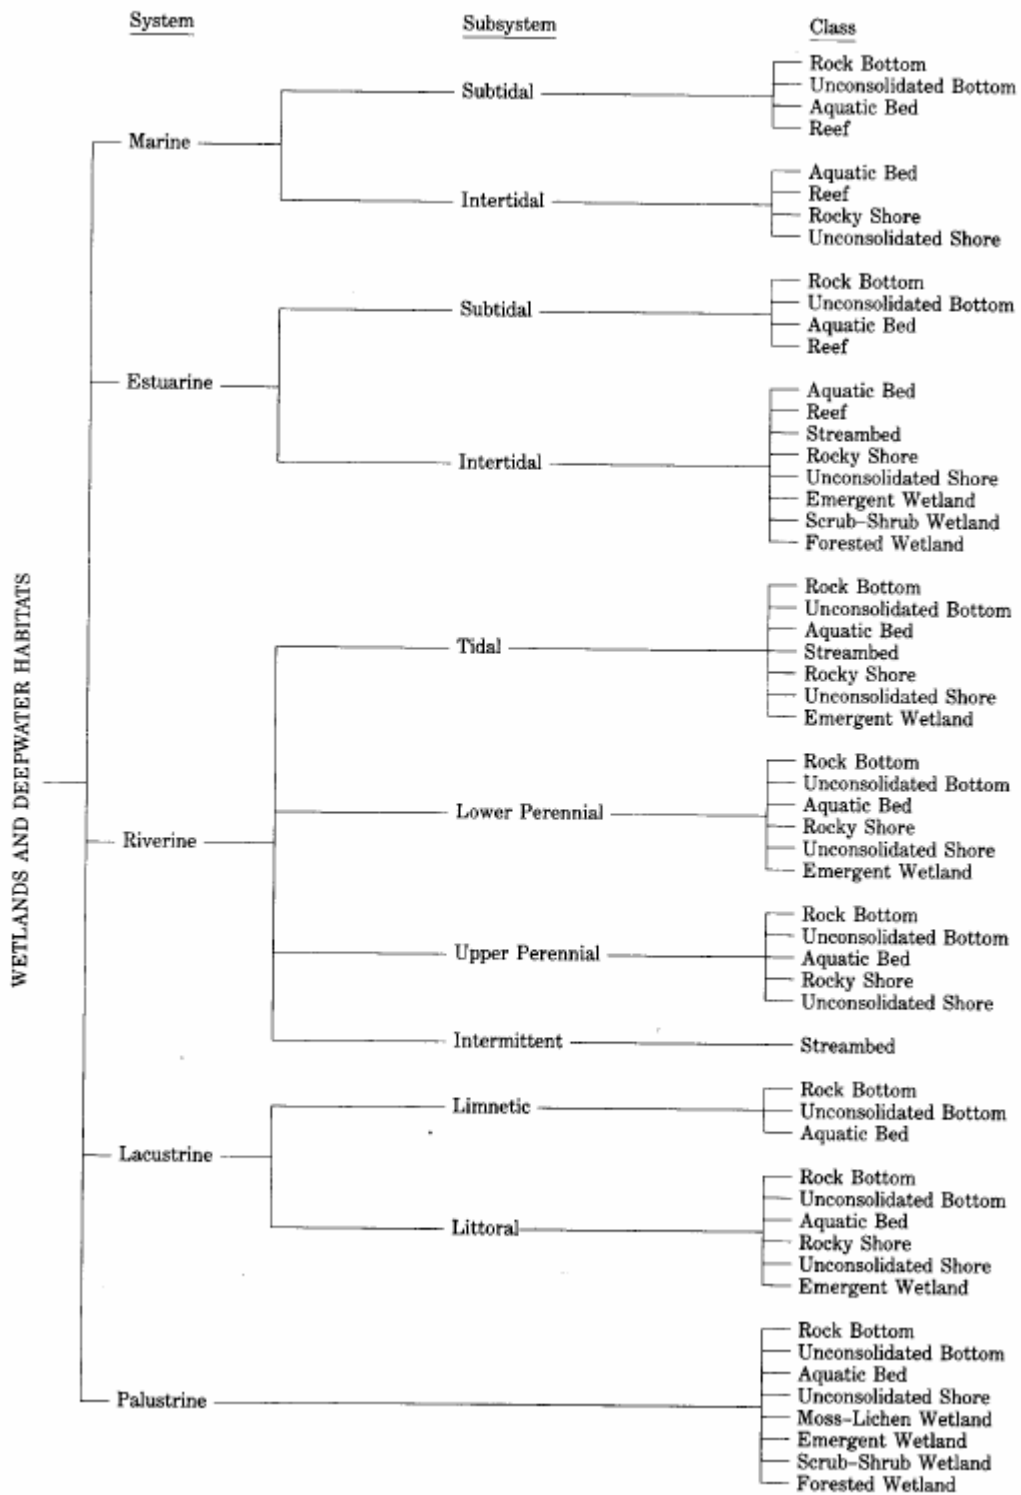 System
Subsystem
Class
WETLANDS AND DEEPWATER HABITATS
Marine
Subtidal
Rock Bottom
Unconsolidated Bottom
Aquatic Bed
Reef
Intertidal
Aquatic Bed
Reef
Rocky Shore
Unconsolidated Shore
Estuarine
Subtidal
Rock Bottom
Unconsolidated Bottom
Aquatic Bed
Reef
Intertidal
Aquatic Bed
Reef
Streambed
Rocky Shore
Unconsolidated Shore
Emergent Wetland
Scrub–Shrub Wetland
Forested Wetland
Riverine
Tidal
Rock Bottom
Unconsolidated Bottom
Aquatic Bed
Streambed
Rocky Shore
Unconsolidated Shore
Emergent Wetland
Lower Perennial
Rock Bottom
Unconsolidated Bottom
Aquatic Bed
Rocky Shore
Unconsolidated Shore
Emergent Wetland
Upper Perennial
Rock Bottom
Unconsolidated Bottom
Aquatic Bed
Rocky Shore
Unconsolidated Shore
Intermittent
Streambed
Lacustrine
Limnetic
Rock Bottom
Unconsolidated Bottom
Aquatic Bed
Littoral
Rock Bottom
Unconsolidated Bottom
Aquatic Bed
Rocky Shore
Unconsolidated Shore
Emergent Wetland
Palustrine
Rock Bottom
Unconsolidated Bottom
Aquatic Bed
Unconsolidated Shore
Moss–Lichen Wetland
Emergent Wetland
Scrub–Shrub Wetland
Forested Wetland